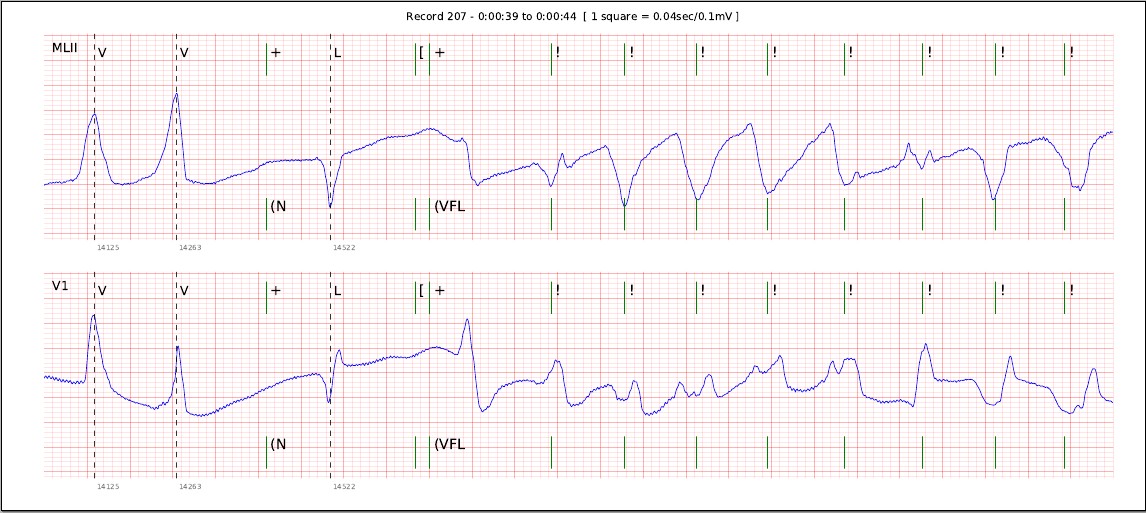 Record 207 - 0:00:39 to 0:00:44 [ 1 square = 0.04sec/0.1mV ]
MLII V V + L [ + ! ! ! ! ! ! ! !
(N (VFL
14125 14263 14522
V1 V V + L [ + ! ! ! ! ! ! ! !
(N (VFL
14125 14263 14522